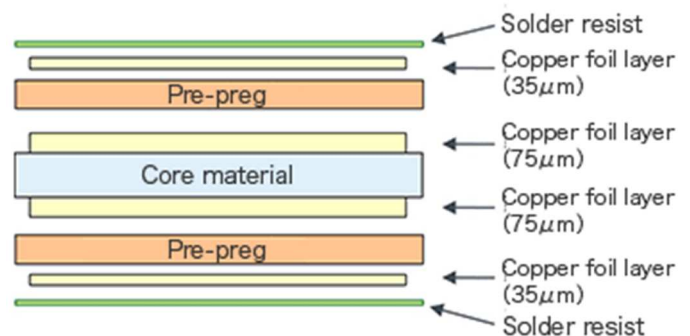 Solder resist
Copper foil layer
(35μm)
Pre-preg
Copper foil layer
(75μm)
Core material
Copper foil layer
(75μm)
Pre-preg
Copper foil layer
(35μm)
Solder resist